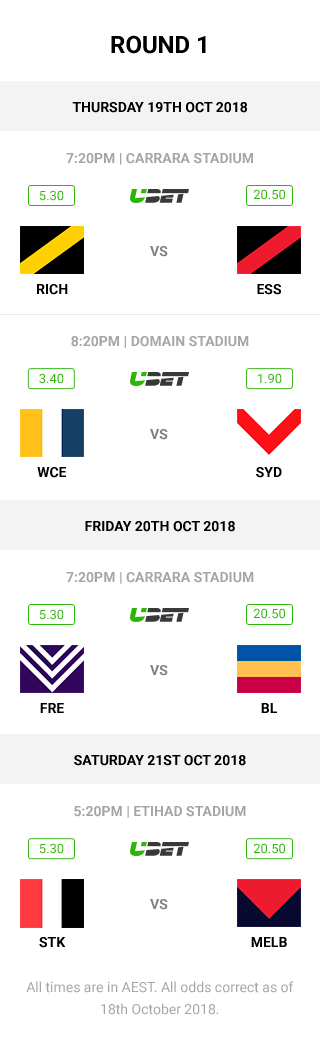 ROUND 1
THURSDAY 19TH OCT 2018
7:20PM | CARRARA STADIUM
5.30 UBET 20.50
VS
RICH ESS
8:20PM | DOMAIN STADIUM
3.40 UBET 1.90
VS
WCE SYD
FRIDAY 20TH OCT 2018
7:20PM | CARRARA STADIUM
5.30 UBET 20.50
VS
FRE BL
SATURDAY 21ST OCT 2018
5:20PM | ETIHAD STADIUM
5.30 UBET 20.50
VS
STK MELB
All times are in AEST. All odds correct as of
18th October 2018.